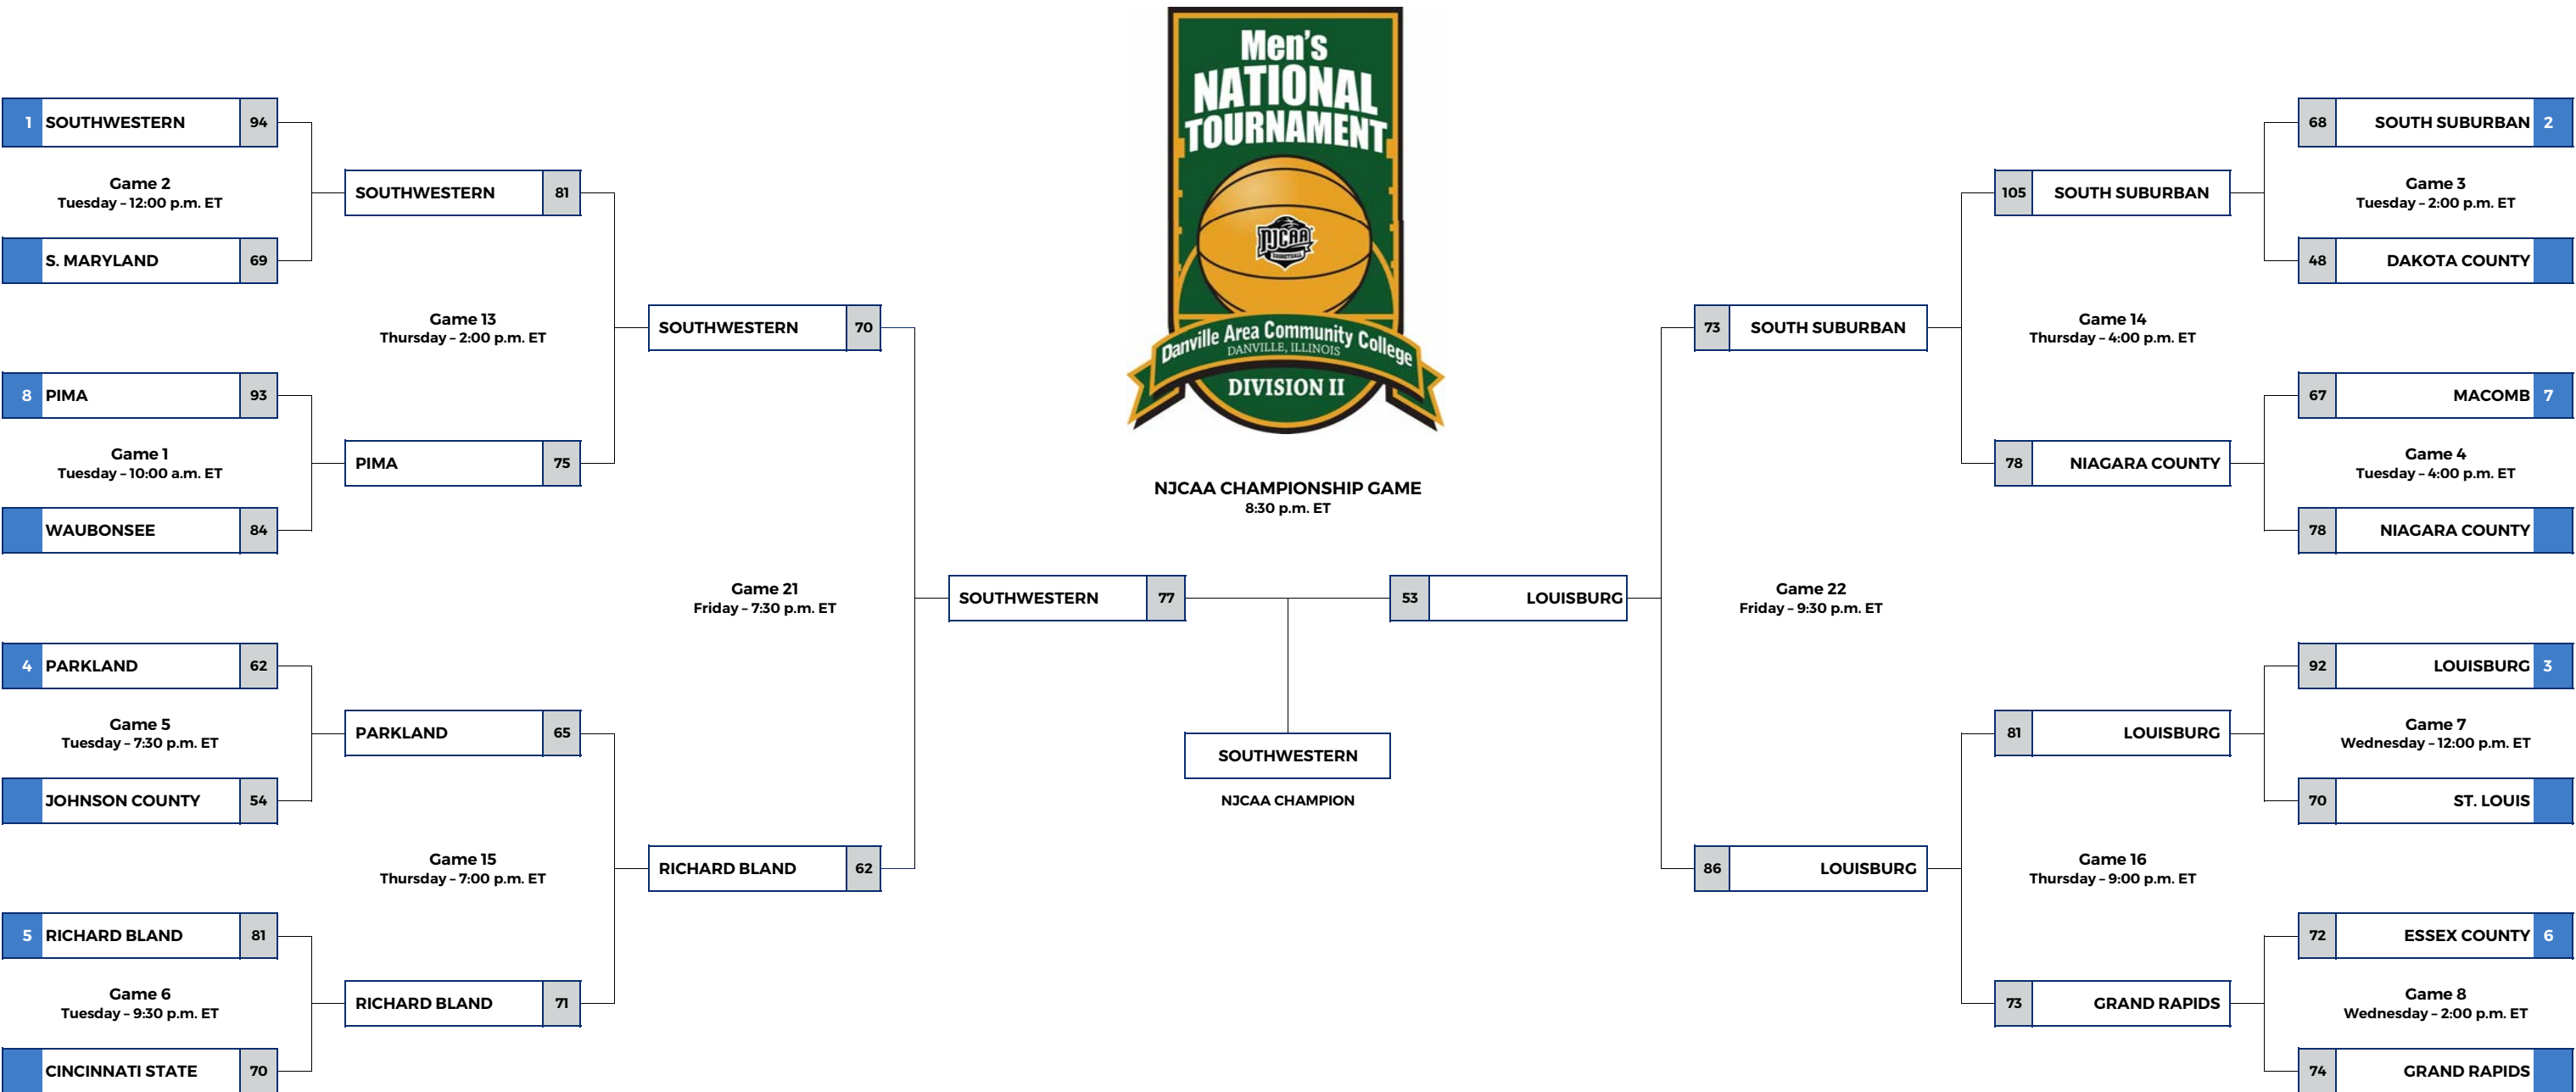 Men's
NATIONAL
TOURNAMENT
NJCAA
BASKETBALL
Danville Area Community College
DANVILLE, ILLINOIS
DIVISION II
NJCAA CHAMPIONSHIP GAME
8:30 p.m. ET
1 SOUTHWESTERN 94
Game 2
Tuesday – 12:00 p.m. ET
S. MARYLAND 69
8 PIMA 93
Game 1
Tuesday – 10:00 a.m. ET
WAUBONSEE 84
4 PARKLAND 62
Game 5
Tuesday – 7:30 p.m. ET
JOHNSON COUNTY 54
5 RICHARD BLAND 81
Game 6
Tuesday – 9:30 p.m. ET
CINCINNATI STATE 70
SOUTHWESTERN 81
Game 13
Thursday – 2:00 p.m. ET
PIMA 75
PARKLAND 65
Game 15
Thursday – 7:00 p.m. ET
RICHARD BLAND 71
SOUTHWESTERN 70
Game 21
Friday – 7:30 p.m. ET
RICHARD BLAND 62
SOUTHWESTERN 77
53 LOUISBURG
SOUTHWESTERN
NJCAA CHAMPION
73 SOUTH SUBURBAN
Game 22
Friday – 9:30 p.m. ET
86 LOUISBURG
105 SOUTH SUBURBAN
Game 14
Thursday – 4:00 p.m. ET
78 NIAGARA COUNTY
81 LOUISBURG
Game 16
Thursday – 9:00 p.m. ET
73 GRAND RAPIDS
68 SOUTH SUBURBAN 2
Game 3
Tuesday – 2:00 p.m. ET
48 DAKOTA COUNTY
67 MACOMB 7
Game 4
Tuesday – 4:00 p.m. ET
78 NIAGARA COUNTY
92 LOUISBURG 3
Game 7
Wednesday – 12:00 p.m. ET
70 ST. LOUIS
72 ESSEX COUNTY 6
Game 8
Wednesday – 2:00 p.m. ET
74 GRAND RAPIDS